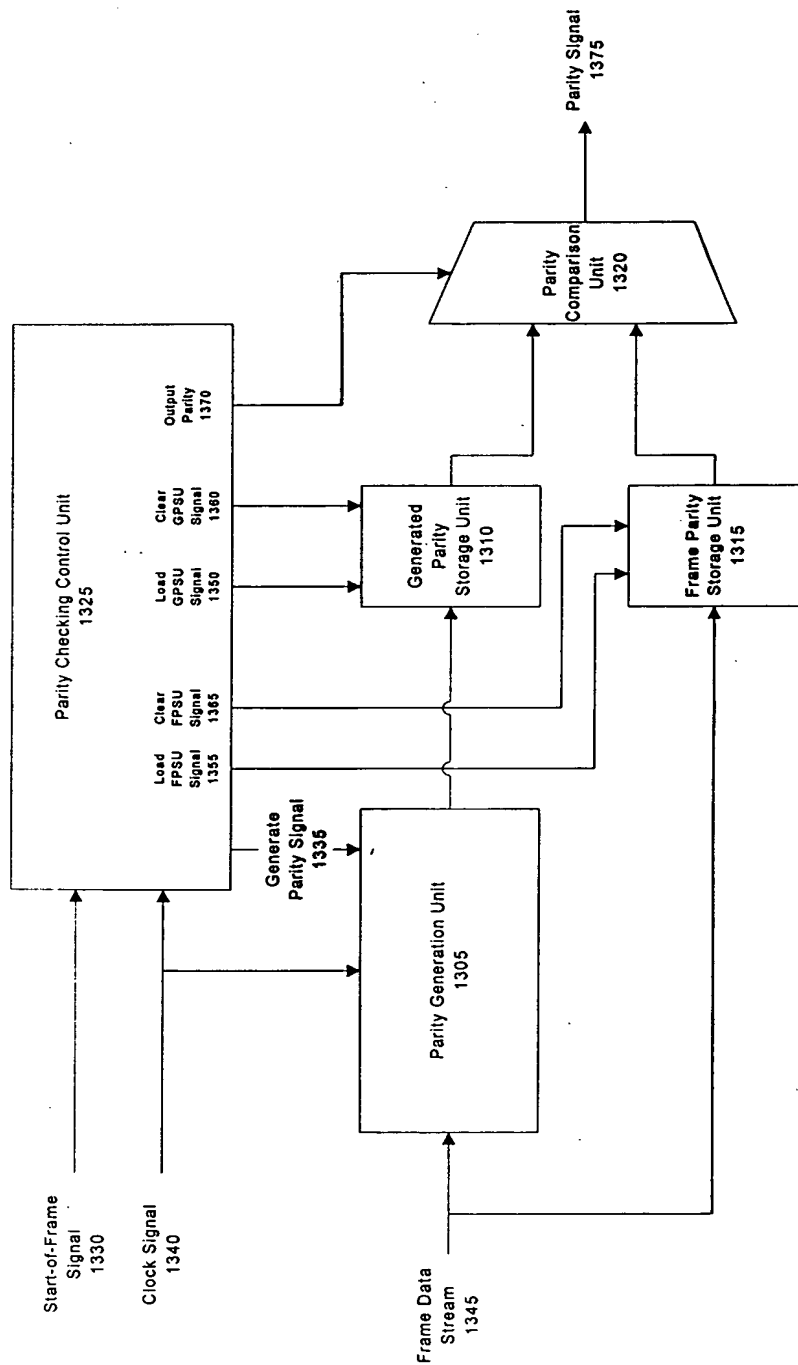 Start-of-Frame
Signal
1330
Clock Signal
1340
Frame Data
Stream
1345
Parity Checking Control Unit
1325
Load
FPSU
Signal
1355
Clear
FPSU
Signal
1365
Load
GPSU
Signal
1350
Clear
GPSU
Signal
1360
Output
Parity
1370
Generate
Parity Signal
1335
Parity Generation Unit
1305
Generated
Parity
Storage Unit
1310
Frame Parity
Storage Unit
1315
Parity
Comparison
Unit
1320
Parity Signal
1375